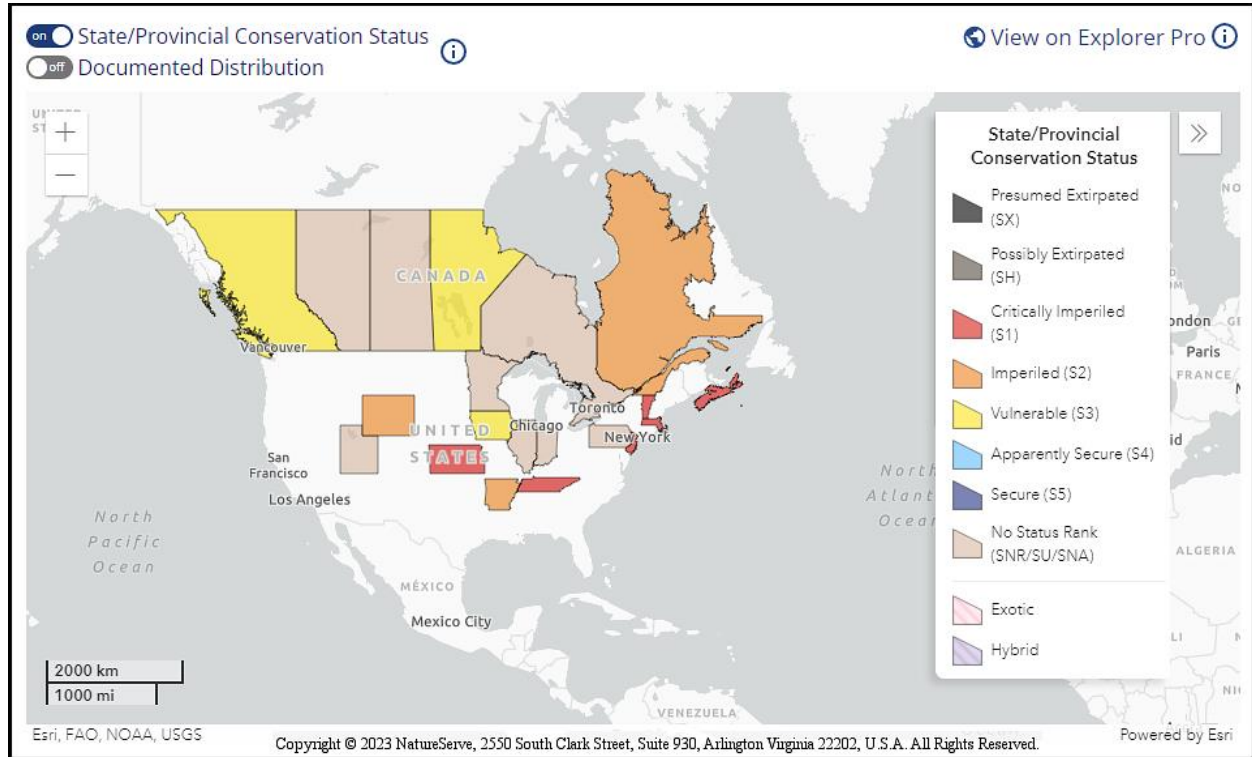 on State/Provincial Conservation Status
off Documented Distribution
View on Explorer Pro
State/Provincial
Conservation Status
Presumed Extirpated
(SX)
Possibly Extirpated
(SH)
Critically Imperiled
(S1)
Imperiled (S2)
Vulnerable (S3)
Apparently Secure (S4)
Secure (S5)
No Status Rank
(SNR/SU/SNA)
Exotic
Hybrid
CANADA
Vancouver
Toronto
Chicago
New York
UNITED
STATES
San
Francisco
Los Angeles
North
Pacific
Ocean
MÉXICO
Mexico City
VENEZUELA
North
Atlant
Ocean
ondon
Paris
FRANCE
id
ALGERIA
2000 km
1000 mi
Esri, FAO, NOAA, USGS
Copyright © 2023 NatureServe, 2550 South Clark Street, Suite 930, Arlington Virginia 22202, U.S.A. All Rights Reserved.
Powered by Esri